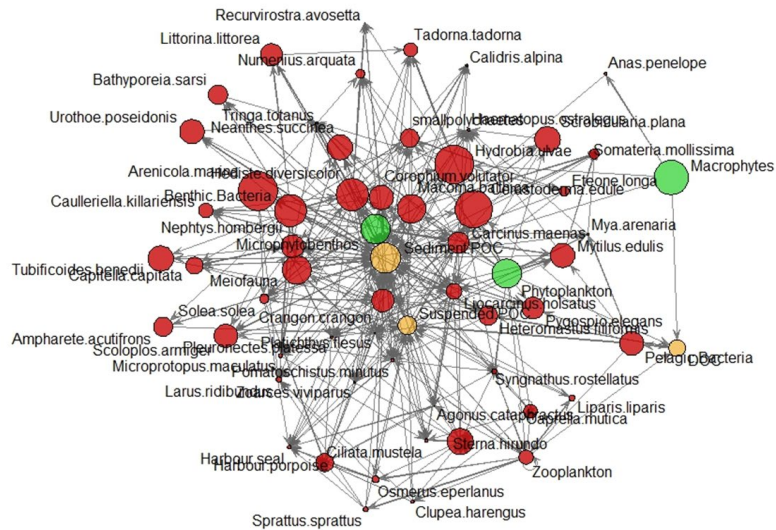 Recurvirostra.avosetta
Tadorna.tadorna
Littorina.littorea
Numenius.arquata
Calidris.alpina
Anas.penelope
Bathyporeia.sarsi
Tringa.totanus
Urothoe.poseidonis
Neanthes.succinea
smallpolychaetes
Haematopus.ostralegus
Scrobicularia.plana
Hydrobia.ulvae
Somateria.mollissima
Macrophytes
Arenicola.marina
Hediste.diversicolor
Corophium.volutator
Eteone.longa
Benthic.Bacteria
Macoma.balthica
Cerastoderma.edule
Caulleriella.killariensis
Nephtys.hombergii
Carcinus.maenas
Mya.arenaria
Microphytobenthos
Sediment.POC
Mytilus.edulis
Tubificoides.benedii
Capitella.capitata
Meiofauna
Phytoplankton
Solea.solea
Crangon.crangon
Suspended.POC
Liocarcinus.holsatus
Pygospio.elegans
Ampharete.acutifrons
Heteromastus.filiformis
Scoloplos.armiger
Pleuronectes.platessa
Platichthys.flesus
Pelagic.Bacteria
DOC
Microprotopus.maculatus
Pomatoschistus.minutus
Syngnathus.rostellatus
Larus.ridibundus
Zoarces.viviparus
Liparis.liparis
Agonus.cataphractus
Caprella.mutica
Sterna.hirundo
Harbour.seal
Ciliata.mustela
Harbour.porpoise
Zooplankton
Osmerus.eperlanus
Clupea.harengus
Sprattus.sprattus